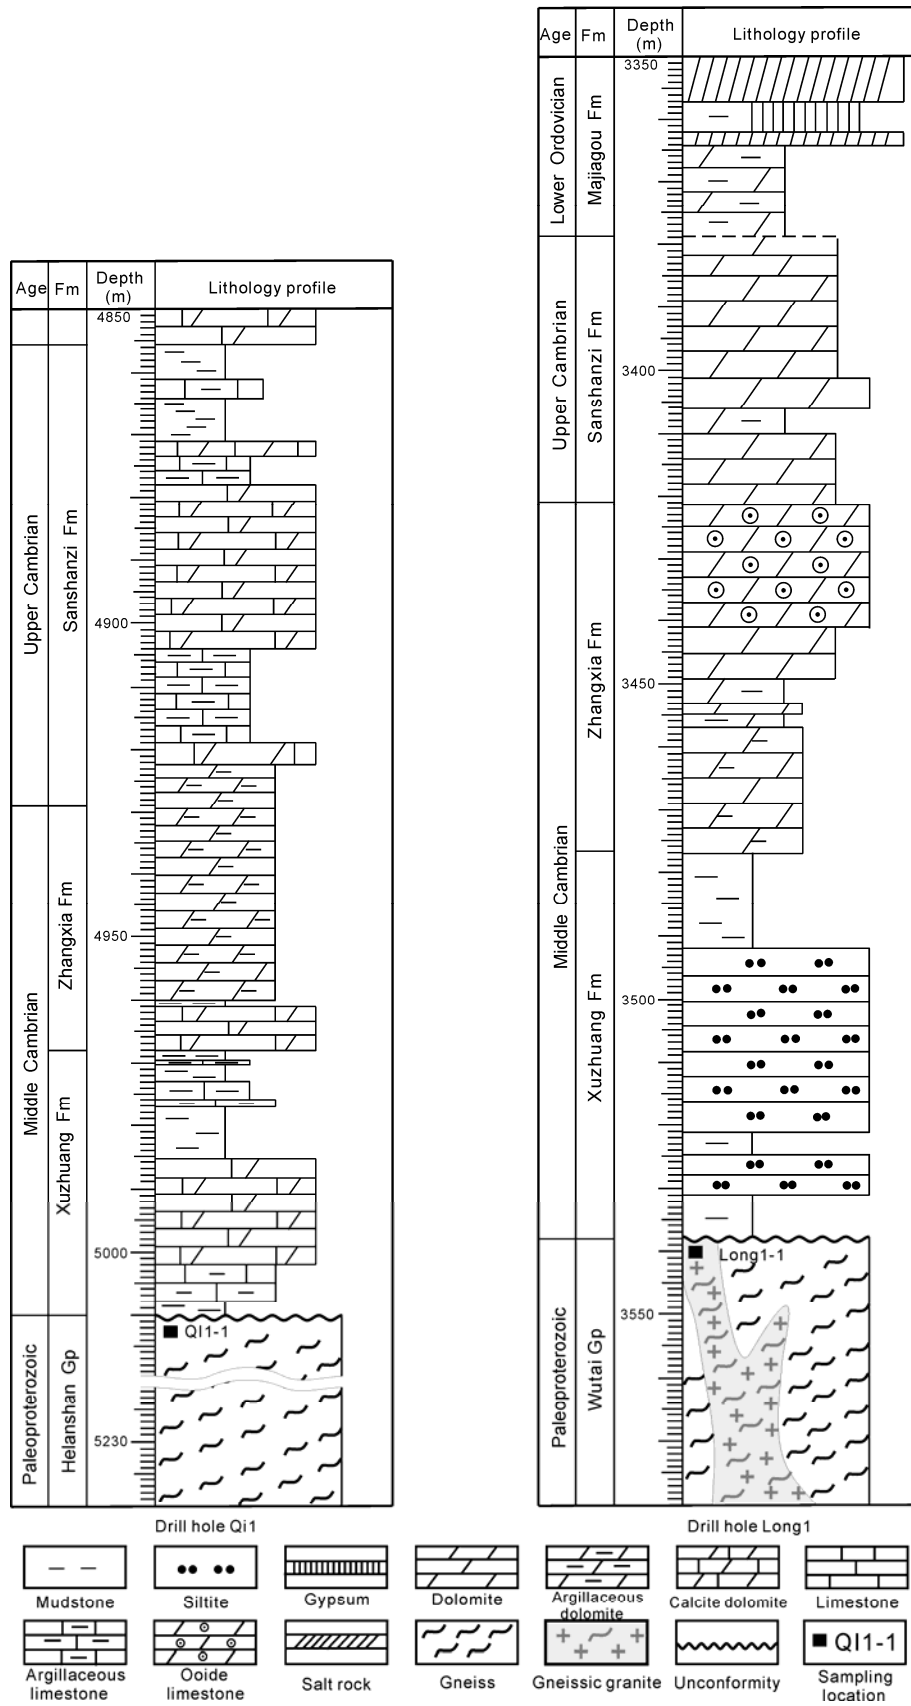 Age Fm Depth (m) Lithology profile
4850
4900
4950
5000
5230
Upper Cambrian
Sanshanzi Fm
Middle Cambrian
Zhangxia Fm
Xuzhuang Fm
Paleoproterozoic
Helanshan Gp
QI1-1
Drill hole Qi1
Age Fm Depth (m) Lithology profile
3350
3400
3450
3500
3550
Lower Ordovician
Majiagou Fm
Upper Cambrian
Sanshanzi Fm
Middle Cambrian
Zhangxia Fm
Xuzhuang Fm
Paleoproterozoic
Wutai Gp
Long1-1
Drill hole Long1
Mudstone
Siltite
Gypsum
Dolomite
Argillaceous
dolomite
Calcite dolomite
Limestone
Argillaceous
limestone
Ooide
limestone
Salt rock
Gneiss
Gneissic granite
Unconformity
QI1-1
Sampling
location